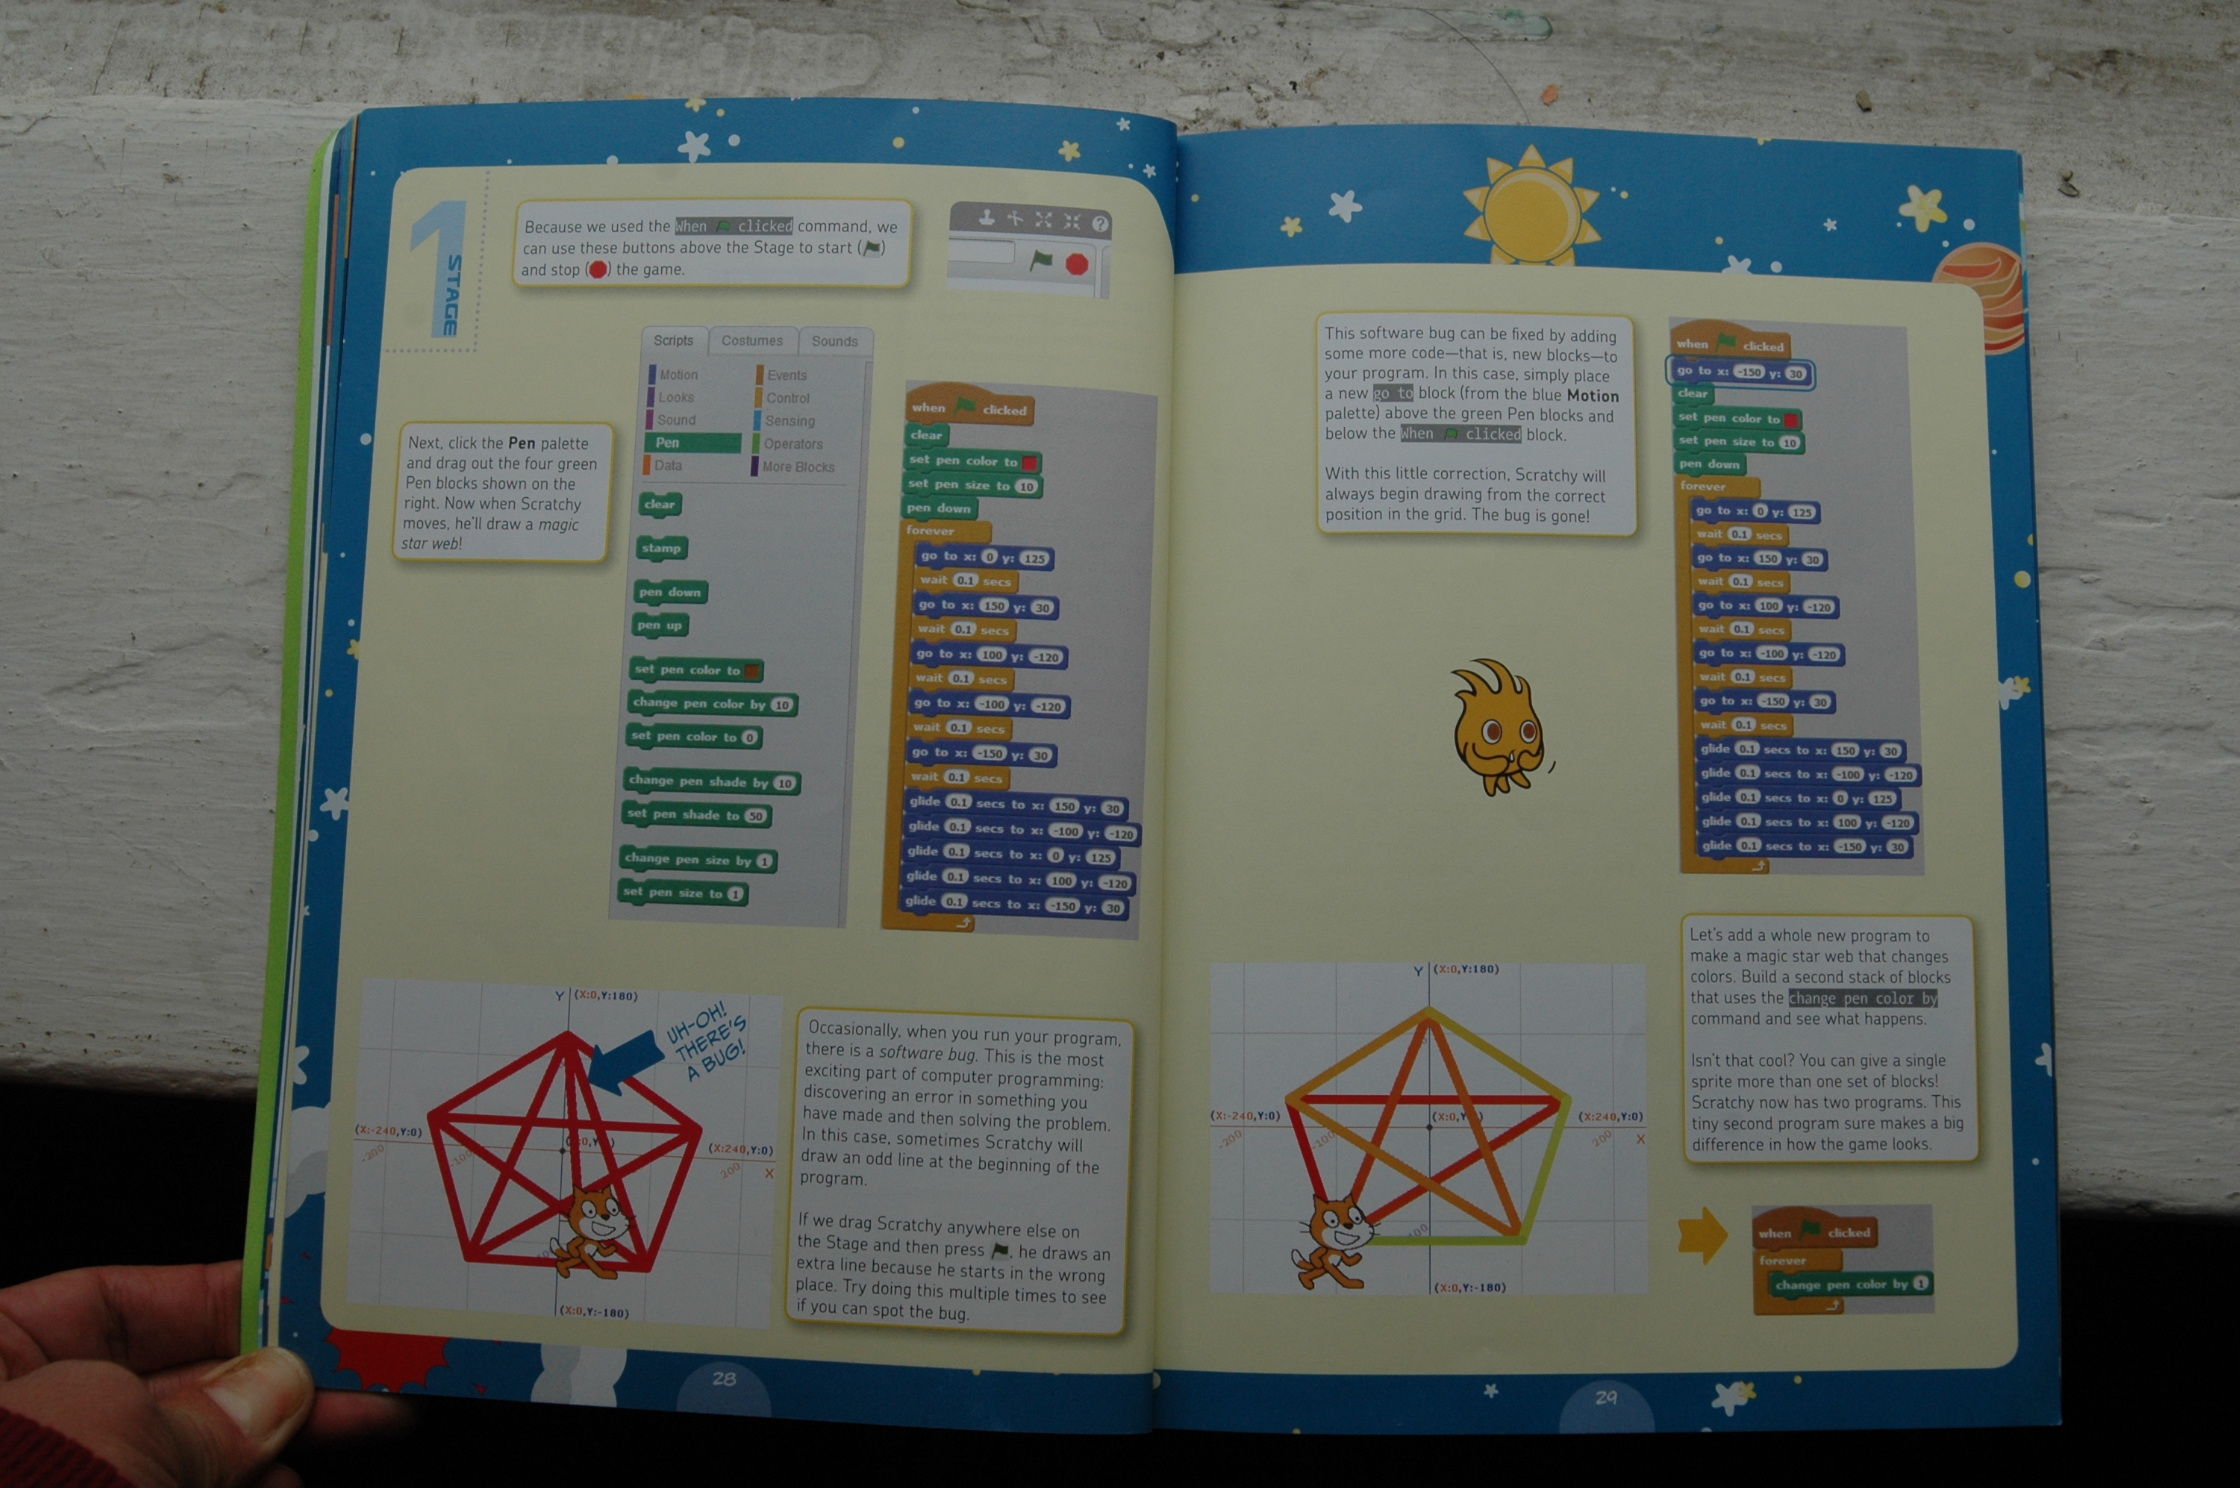 1
STAGE
Because we used the When clicked command, we
can use these buttons above the Stage to start ( )
and stop ( ) the game.
?
Next, click the Pen palette
and drag out the four green
Pen blocks shown on the
right. Now when Scratchy
moves, he'll draw a magic
star web!
Scripts Costumes Sounds
Motion Events
Looks Control
Sound Sensing
Pen Operators
Data More Blocks
clear
stamp
pen down
pen up
set pen color to
change pen color by 10
set pen color to 0
change pen shade by 10
set pen shade to 50
change pen size by 1
set pen size to 1
when clicked
clear
set pen color to
set pen size to 10
pen down
forever
go to x: 0 y: 125
wait 0.1 secs
go to x: 150 y: 30
wait 0.1 secs
go to x: 100 y: -120
wait 0.1 secs
go to x: -100 y: -120
wait 0.1 secs
go to x: -150 y: 30
wait 0.1 secs
glide 0.1 secs to x: 150 y: 30
glide 0.1 secs to x: -100 y: -120
glide 0.1 secs to x: 0 y: 125
glide 0.1 secs to x: 100 y: -120
glide 0.1 secs to x: -150 y: 30
Y (X:0,Y:180)
UH-OH!
THERE'S
A BUG!
(X:-240,Y:0)
(X:240,Y:0)
-200
-100
200
X
(X:0,Y:-180)
Occasionally, when you run your program,
there is a software bug. This is the most
exciting part of computer programming:
discovering an error in something you
have made and then solving the problem.
In this case, sometimes Scratchy will
draw an odd line at the beginning of the
program.
If we drag Scratchy anywhere else on
the Stage and then press , he draws an
extra line because he starts in the wrong
place. Try doing this multiple times to see
if you can spot the bug.
28
This software bug can be fixed by adding
some more code—that is, new blocks—to
your program. In this case, simply place
a new go to block (from the blue Motion
palette) above the green Pen blocks and
below the When clicked block.
With this little correction, Scratchy will
always begin drawing from the correct
position in the grid. The bug is gone!
when clicked
go to x: -150 y: 30
clear
set pen color to
set pen size to 10
pen down
forever
go to x: 0 y: 125
wait 0.1 secs
go to x: 150 y: 30
wait 0.1 secs
go to x: 100 y: -120
wait 0.1 secs
go to x: -100 y: -120
wait 0.1 secs
go to x: -150 y: 30
wait 0.1 secs
glide 0.1 secs to x: 150 y: 30
glide 0.1 secs to x: -100 y: -120
glide 0.1 secs to x: 0 y: 125
glide 0.1 secs to x: 100 y: -120
glide 0.1 secs to x: -150 y: 30
Y (X:0,Y:180)
(X:-240,Y:0)
(X:240,Y:0)
-200
-100
200
X
(X:0,Y:-180)
Let's add a whole new program to
make a magic star web that changes
colors. Build a second stack of blocks
that uses the change pen color by
command and see what happens.
Isn't that cool? You can give a single
sprite more than one set of blocks!
Scratchy now has two programs. This
tiny second program sure makes a big
difference in how the game looks.
when clicked
forever
change pen color by 1
29